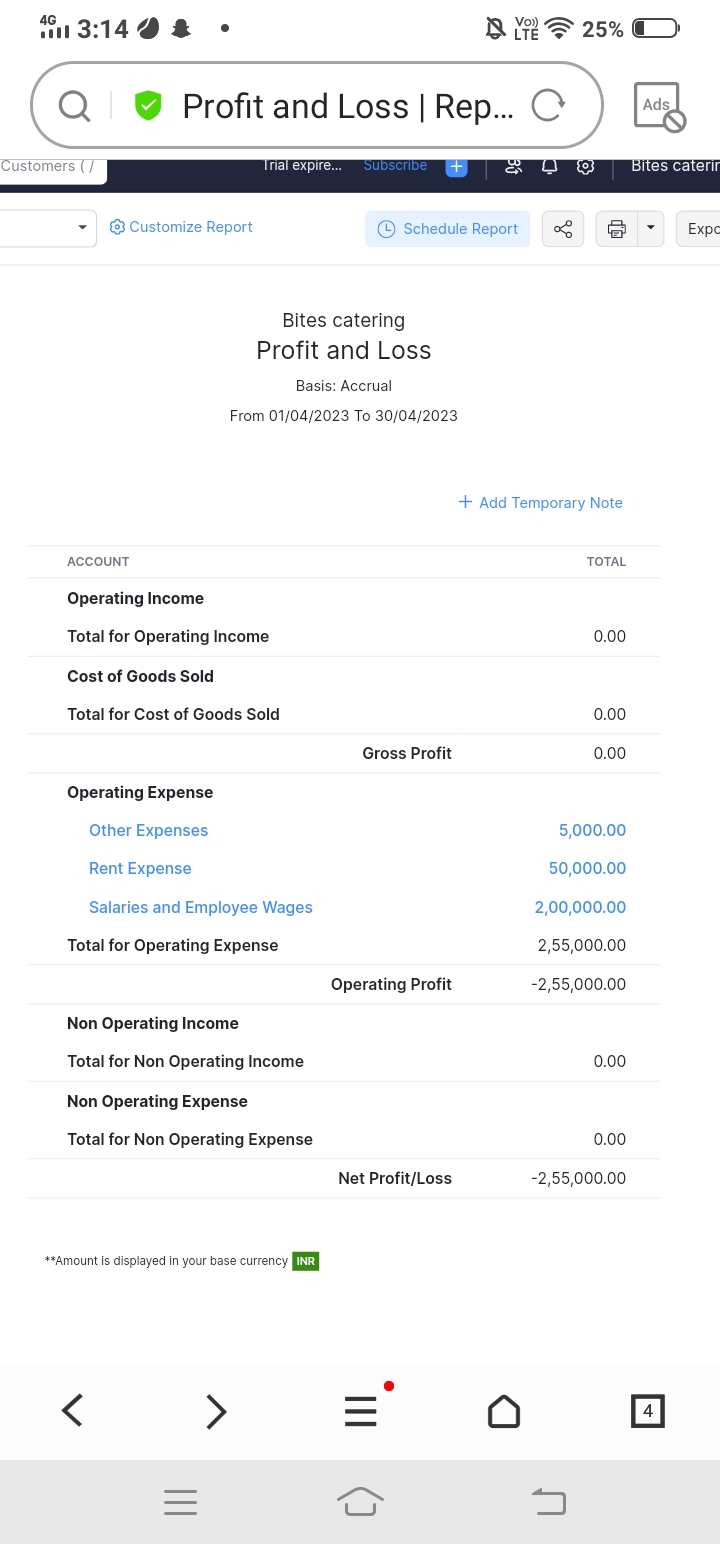 4G 3:14 Vo)) LTE 25%
Profit and Loss | Rep... Ads
Customers ( / Trial expire... Subscribe Bites caterin
Customize Report Schedule Report Expo
Bites catering
Profit and Loss
Basis: Accrual
From 01/04/2023 To 30/04/2023
+ Add Temporary Note
ACCOUNT TOTAL
Operating Income
Total for Operating Income 0.00
Cost of Goods Sold
Total for Cost of Goods Sold 0.00
Gross Profit 0.00
Operating Expense
Other Expenses 5,000.00
Rent Expense 50,000.00
Salaries and Employee Wages 2,00,000.00
Total for Operating Expense 2,55,000.00
Operating Profit -2,55,000.00
Non Operating Income
Total for Non Operating Income 0.00
Non Operating Expense
Total for Non Operating Expense 0.00
Net Profit/Loss -2,55,000.00
**Amount is displayed in your base currency INR
4